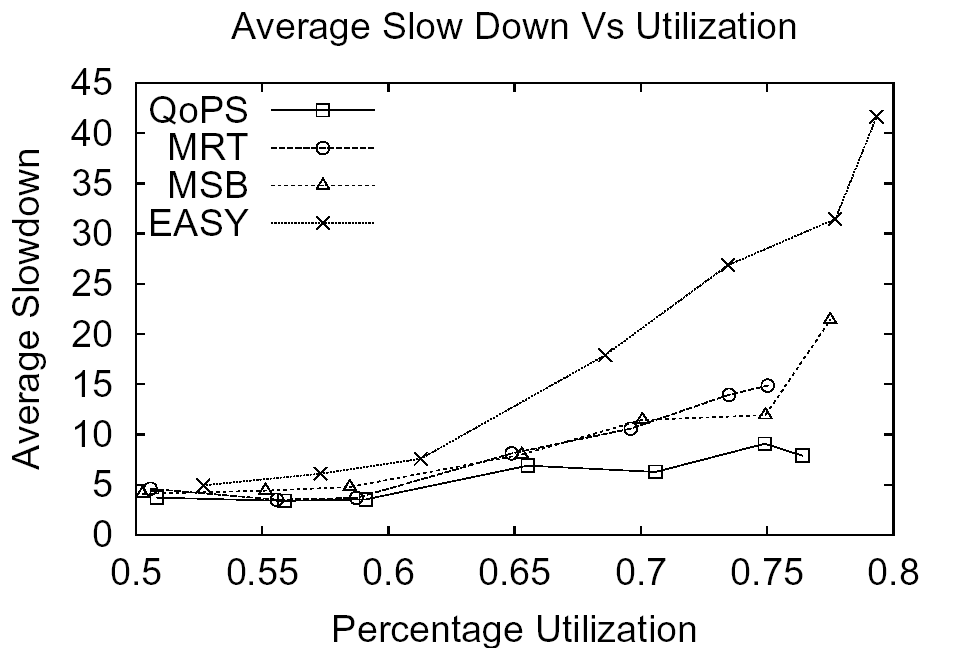 Average Slow Down Vs Utilization
Average Slowdown
45
40
35
30
25
20
15
10
5
0
QoPS
MRT
MSB
EASY
0.5 0.55 0.6 0.65 0.7 0.75 0.8
Percentage Utilization